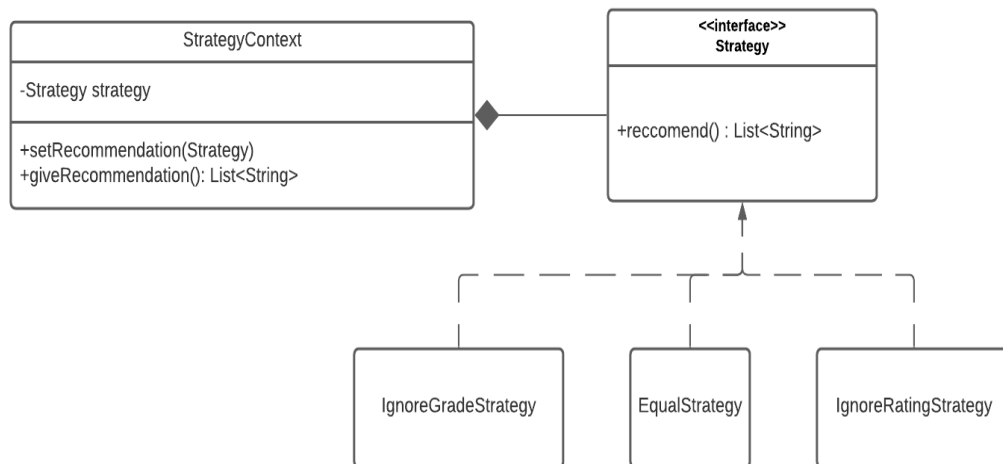 StrategyContext
-Strategy strategy
+setRecommendation(Strategy)
+giveRecommendation(): List<String>
<<interface>>
Strategy
+reccomend() : List<String>
IgnoreGradeStrategy
EqualStrategy
IgnoreRatingStrategy